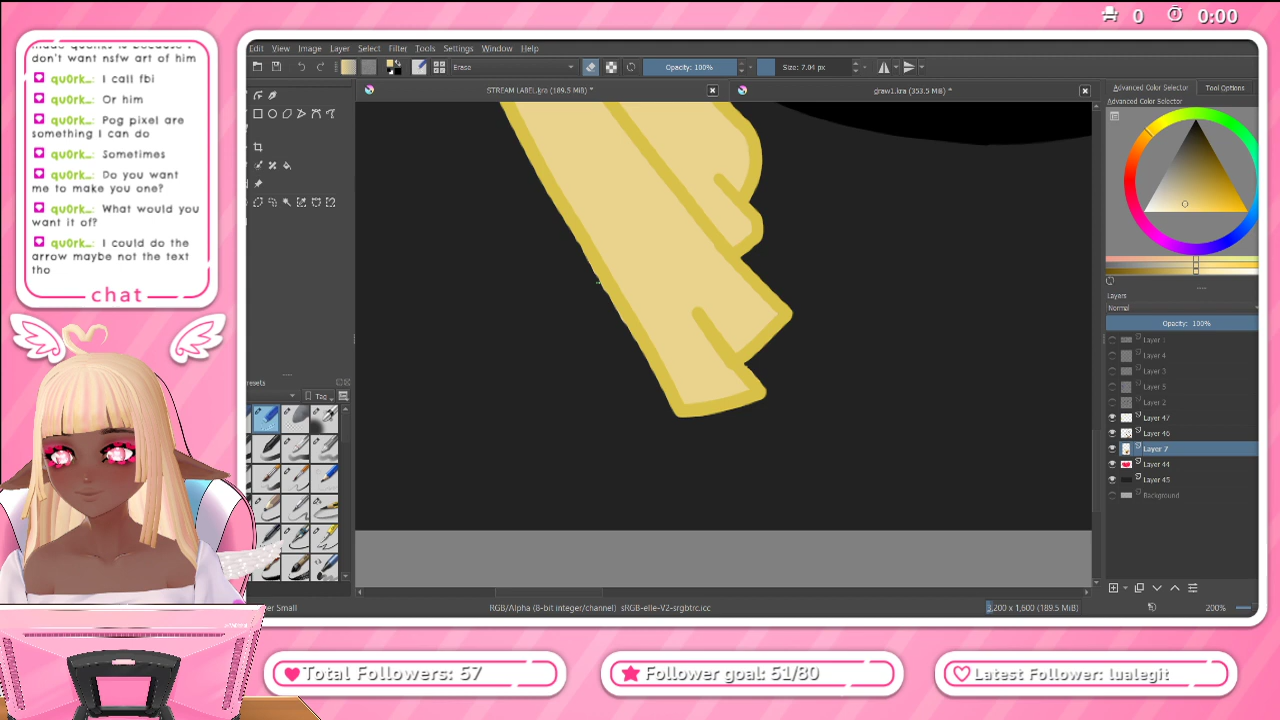 0 0:00
don't want nsfw art of him
qu0rk_: I call fbi
qu0rk_: Or him
qu0rk_: Pog pixel are
something I can do
qu0rk_: Sometimes
qu0rk_: Do you want
me to make you one?
qu0rk_: What would you
want it of?
qu0rk_: I could do the
arrow maybe not the text
tho
chat
Edit View Image Layer Select Filter Tools Settings Window Help
Erase
Opacity: 100%
Size: 7.04 px
STREAM LABEL.kra (189.5 MiB) *
graw1.kra (353.5 MiB) *
Advanced Color Selector
Tool Options
Advanced Color Selector
Layers
Normal
Opacity: 100%
Layer 1
Layer 4
Layer 3
Layer 5
Layer 2
Layer 47
Layer 46
Layer 7
Layer 44
Layer 45
Background
resets
Tag
er Small
RGB/Alpha (8-bit integer/channel) sRGB-elle-V2-srgbtrc.icc
3,200 x 1,600 (189.5 MiB)
200%
Total Followers: 57
Follower goal: 51/80
Latest Follower: lualegit